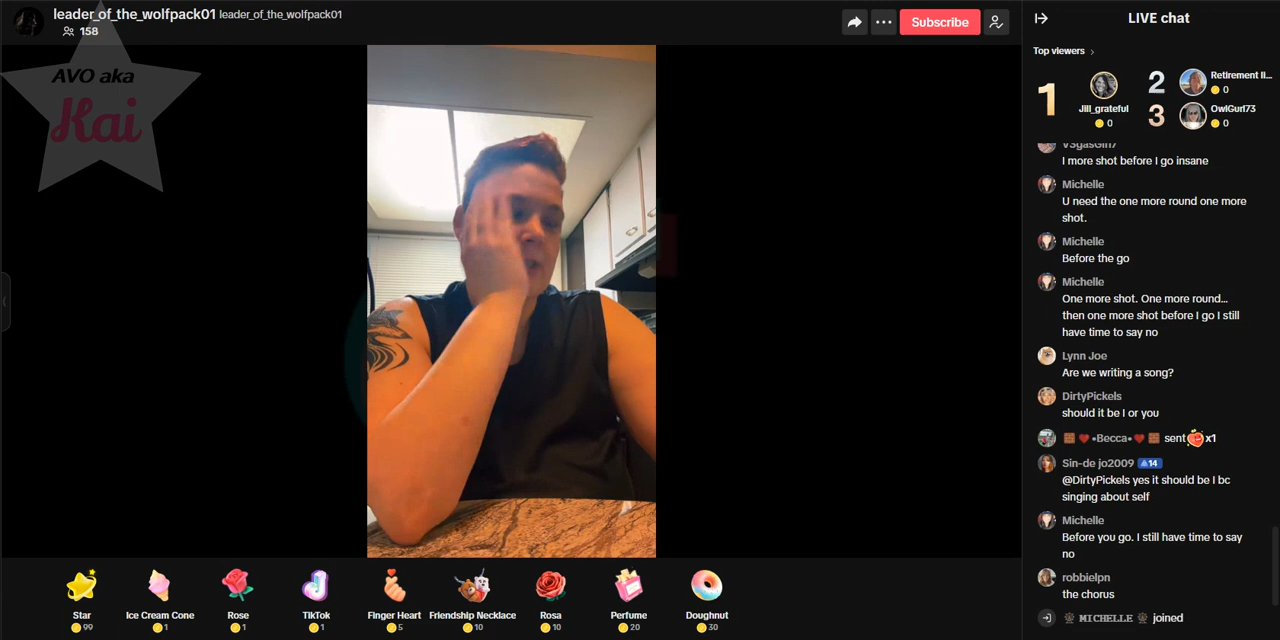 leader_of_the_wolfpack01 leader_of_the_wolfpack01
158
Subscribe
AVO aka
Kai
LIVE chat
Top viewers
1
Jill_grateful
0
2
Retirement li...
0
3
OwlGurl73
0
I more shot before I go insane
Michelle
U need the one more round one more
shot.
Michelle
Before the go
Michelle
One more shot. One more round...
then one more shot before I go I still
have time to say no
Lynn Joe
Are we writing a song?
DirtyPickels
should it be I or you
•Becca• sent x1
Sin-de jo2009 14
@DirtyPickels yes it should be I bc
singing about self
Michelle
Before you go. I still have time to say
no
robbielpn
the chorus
MICHELLE joined
Star
99
Ice Cream Cone
1
Rose
1
TikTok
1
Finger Heart
5
Friendship Necklace
10
Rosa
10
Perfume
20
Doughnut
30